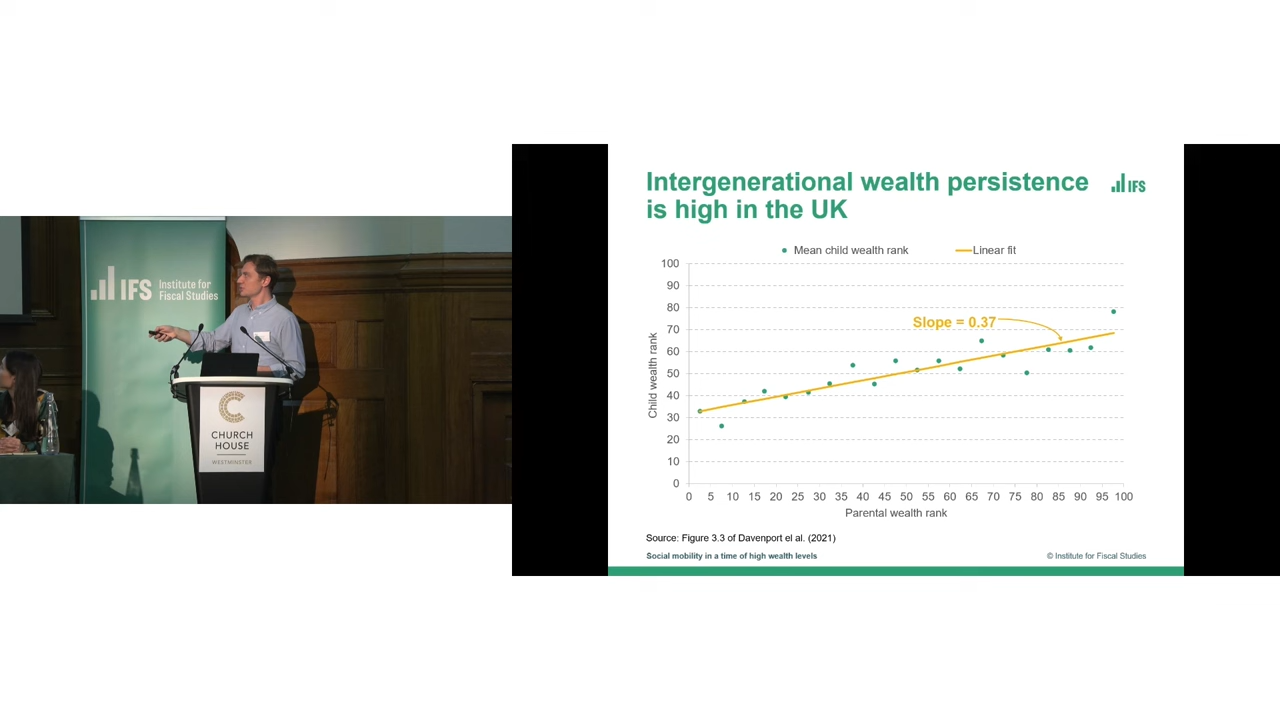 IFS
Institute for
Fiscal Studies
CHURCH
HOUSE
WESTMINSTER
Intergenerational wealth persistence
is high in the UK
IFS
Mean child wealth rank
Linear fit
100
90
80
70
60
50
40
30
20
10
0
Child wealth rank
Slope = 0.37
0 5 10 15 20 25 30 35 40 45 50 55 60 65 70 75 80 85 90 95 100
Parental wealth rank
Source: Figure 3.3 of Davenport el al. (2021)
Social mobility in a time of high wealth levels
© Institute for Fiscal Studies